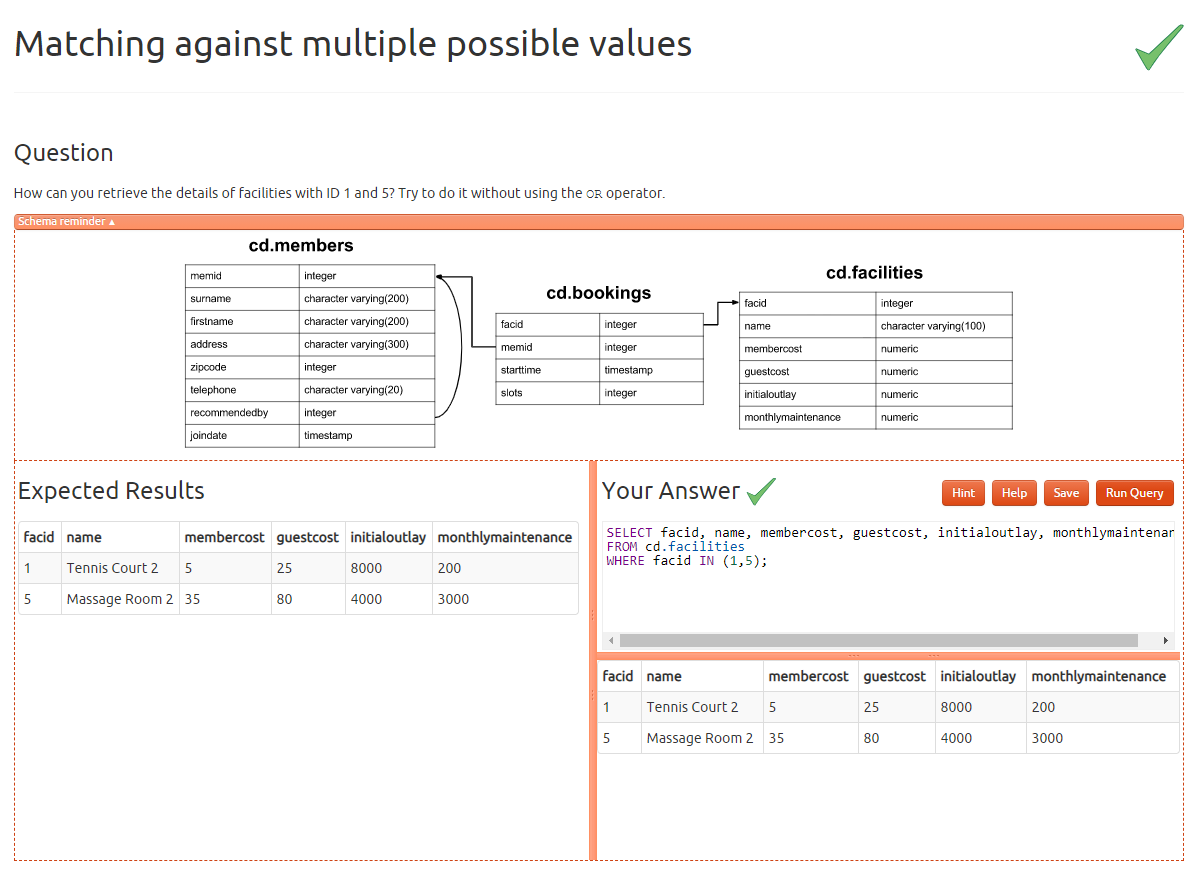 Matching against multiple possible values
Question
How can you retrieve the details of facilities with ID 1 and 5? Try to do it without using the OR operator.
Schema reminder ▲
cd.members
memid integer
surname character varying(200)
firstname character varying(200)
address character varying(300)
zipcode integer
telephone character varying(20)
recommendedby integer
joindate timestamp
cd.bookings
facid integer
memid integer
starttime timestamp
slots integer
cd.facilities
facid integer
name character varying(100)
membercost numeric
guestcost numeric
initialoutlay numeric
monthlymaintenance numeric
Expected Results
facid name membercost guestcost initialoutlay monthlymaintenance
1 Tennis Court 2 5 25 8000 200
5 Massage Room 2 35 80 4000 3000
Your Answer
Hint Help Save Run Query
SELECT facid, name, membercost, guestcost, initialoutlay, monthlymaintenar
FROM cd.facilities
WHERE facid IN (1,5);
facid name membercost guestcost initialoutlay monthlymaintenance
1 Tennis Court 2 5 25 8000 200
5 Massage Room 2 35 80 4000 3000